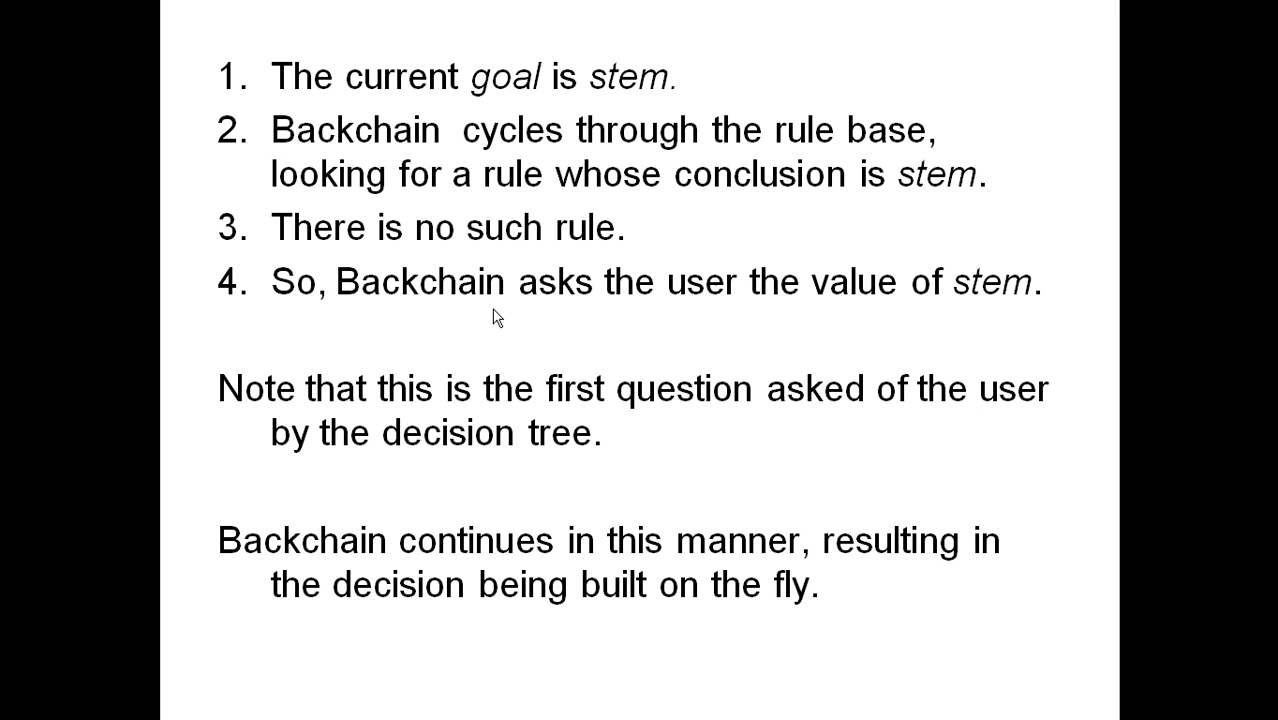 1. The current goal is stem.
2. Backchain cycles through the rule base,
looking for a rule whose conclusion is stem.
3. There is no such rule.
4. So, Backchain asks the user the value of stem.
Note that this is the first question asked of the user
by the decision tree.
Backchain continues in this manner, resulting in
the decision being built on the fly.